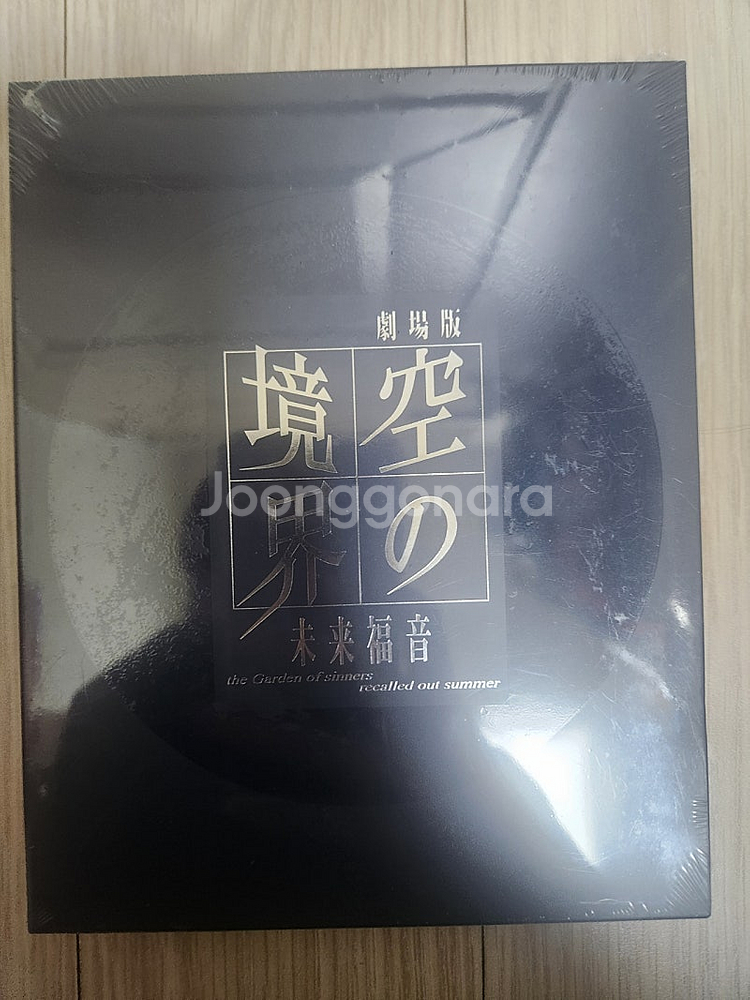 劇場版
空の
境界
Joonggonara
未来福音
the Garden of sinners
recalled out summer